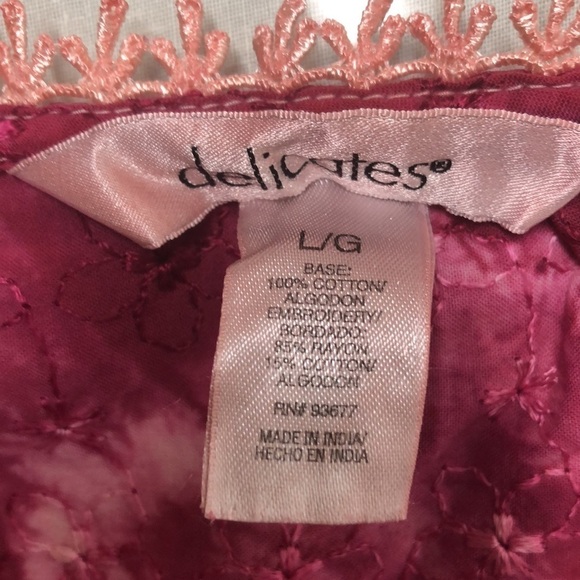 delicates®
L/G
BASE:
100% COTTON/
ALGODON
EMBROIDERY/
BORDADO:
85% RAYON
15% COTTON/
ALGODON
RN# 93677
MADE IN INDIA/
HECHO EN INDIA